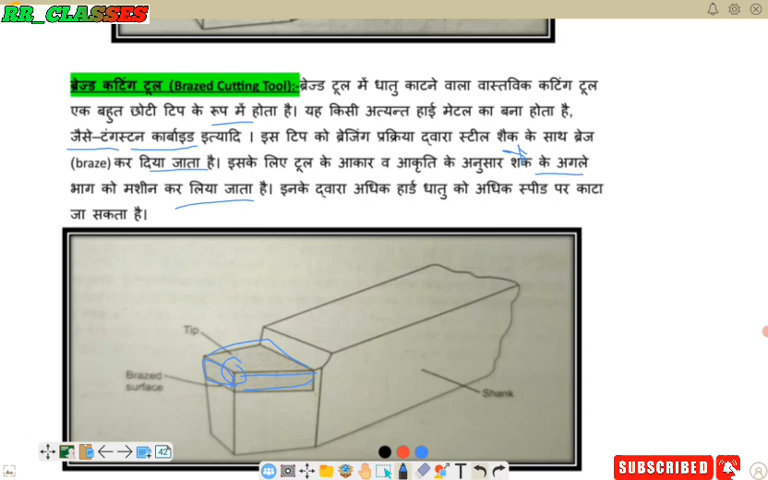 RR_CLASSES
ब्रेज्ड कटिंग टूल (Brazed Cutting Tool):-ब्रेज्ड टूल में धातु काटने वाला वास्तविक कटिंग टूल
एक बहुत छोटी टिप के रूप में होता है। यह किसी अत्यन्त हाई मेटल का बना होता है,
जैसे–टंगस्टन कार्बाइड इत्यादि । इस टिप को ब्रेजिंग प्रक्रिया द्वारा स्टील शैंक के साथ ब्रेज
(braze) कर दिया जाता है। इसके लिए टूल के आकार व आकृति के अनुसार शैंक के अगले
भाग को मशीन कर लिया जाता है। इनके द्वारा अधिक हार्ड धातु को अधिक स्पीड पर काटा
जा सकता है।
Tip
Brazed
surface
Shank
42
T
SUBSCRIBED